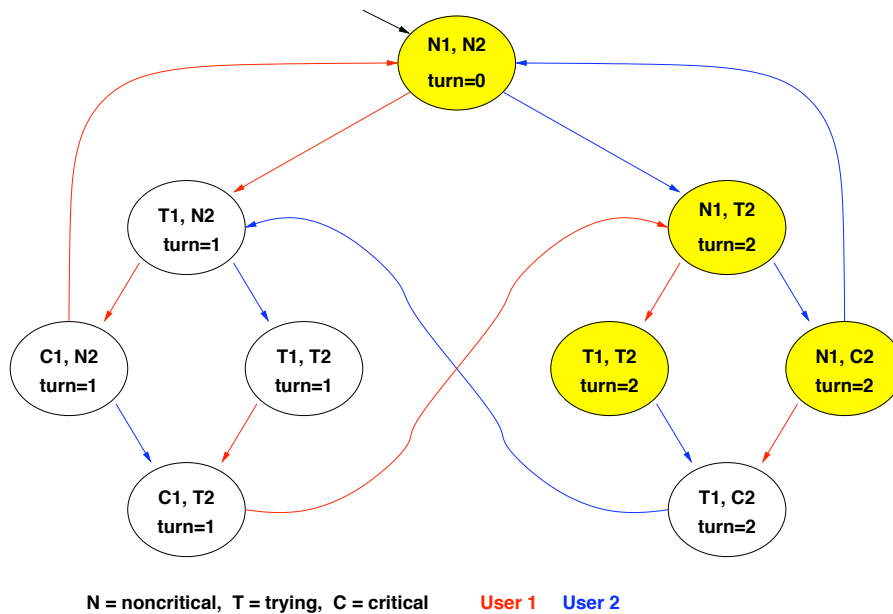 N1, N2
turn=0
T1, N2
turn=1
N1, T2
turn=2
C1, N2
turn=1
T1, T2
turn=1
T1, T2
turn=2
N1, C2
turn=2
C1, T2
turn=1
T1, C2
turn=2
N = noncritical, T = trying, C = critical User 1 User 2